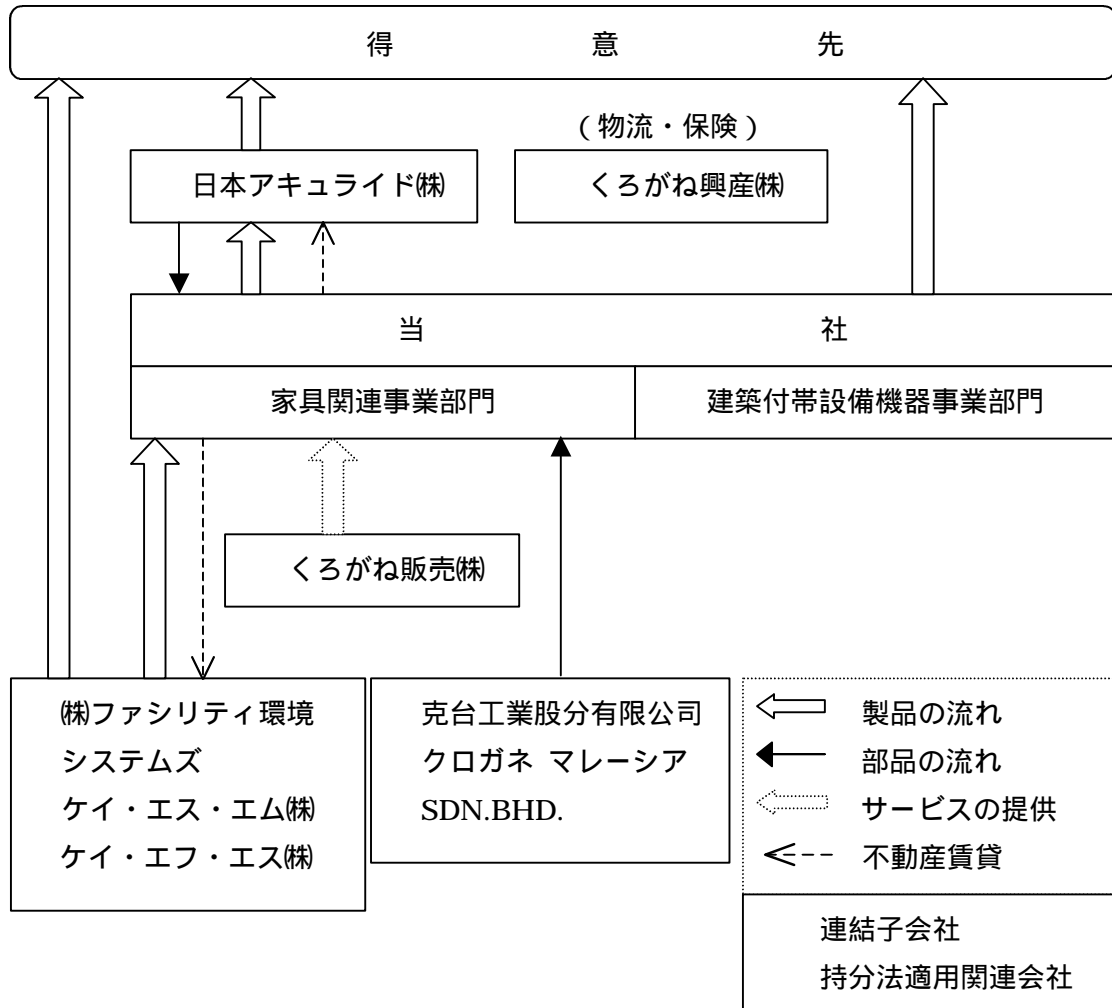 得意先
(物流・保険)
日本アキュライド㈱
くろがね興産㈱
当社
家具関連事業部門
建築付帯設備機器事業部門
くろがね販売㈱
㈱ファシリティ環境
システムズ
ケイ・エス・エム㈱
ケイ・エフ・エス㈱
克台工業股分有限公司
クロガネ マレーシア
SDN.BHD.
製品の流れ
部品の流れ
サービスの提供
不動産賃貸
連結子会社
持分法適用関連会社